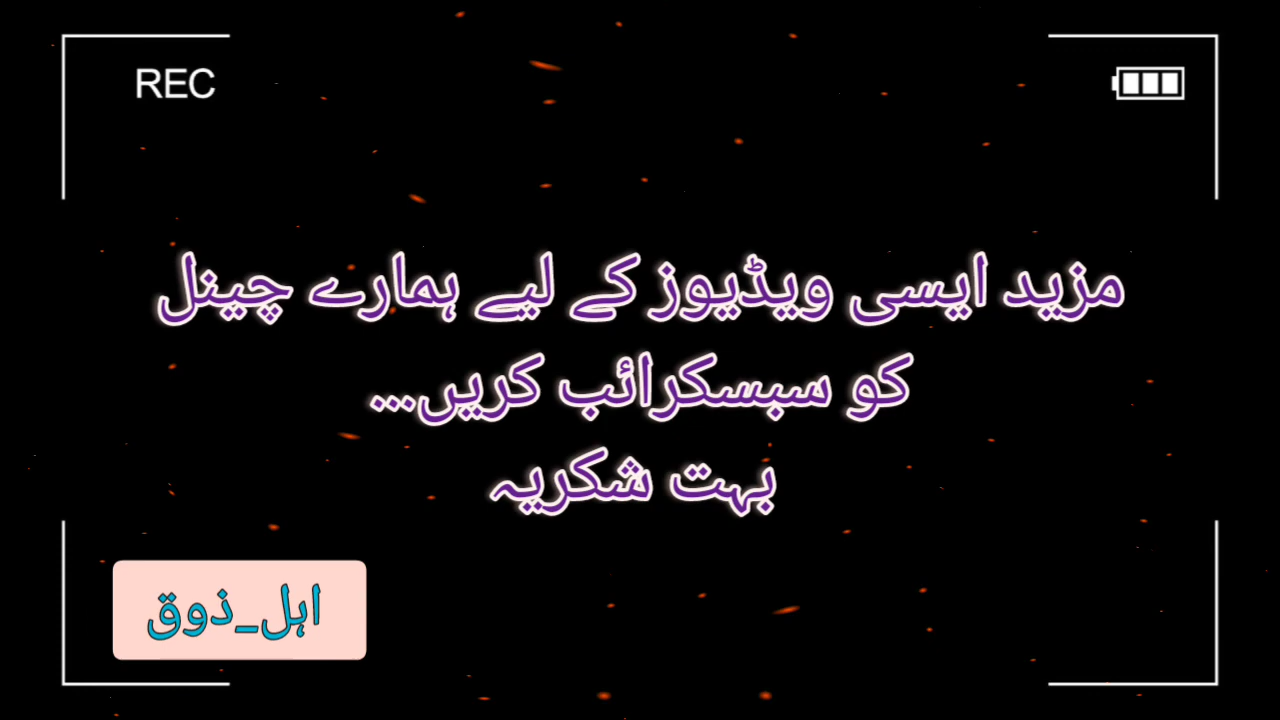 REC
مزید ایسی ویڈیوز کے لیے ہمارے چینل
کو سبسکرائب کریں...
بہت شکریہ
اہل_ذوق